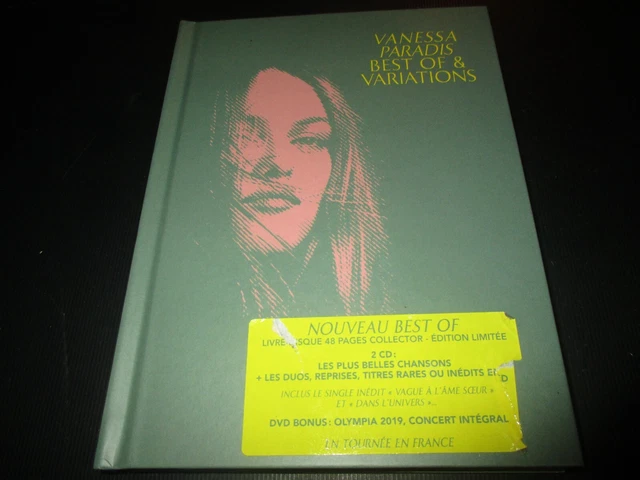 VANESSA
PARADIS
BEST OF &
VARIATIONS
NOUVEAU BEST OF
LIVRE DISQUE 48 PAGES COLLECTOR - ÉDITION LIMITÉE
2 CD :
LES PLUS BELLES CHANSONS
+ LES DUOS, REPRISES, TITRES RARES OU INÉDITS
INCLUS LE SINGLE INÉDIT « VAGUE À L'ÂME SŒUR »
ET « DANS L'UNIVERS »...
DVD BONUS : OLYMPIA 2019, CONCERT INTÉGRAL
EN TOURNÉE EN FRANCE